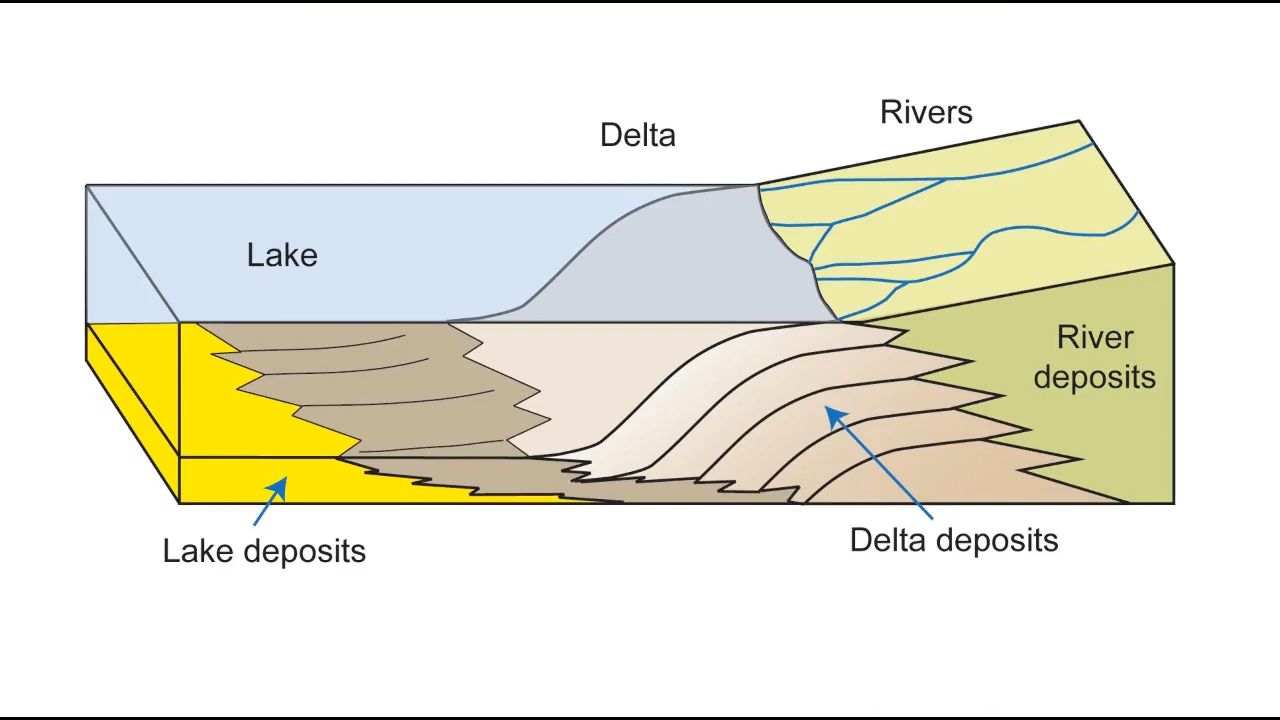 Rivers
Delta
Lake
River
deposits
Delta deposits
Lake deposits